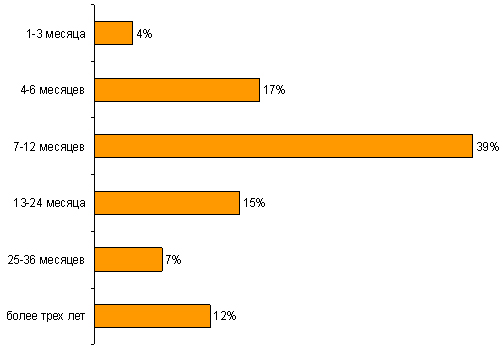 1-3 месяца 4%
4-6 месяцев 17%
7-12 месяцев 39%
13-24 месяца 15%
25-36 месяцев 7%
более трех лет 12%